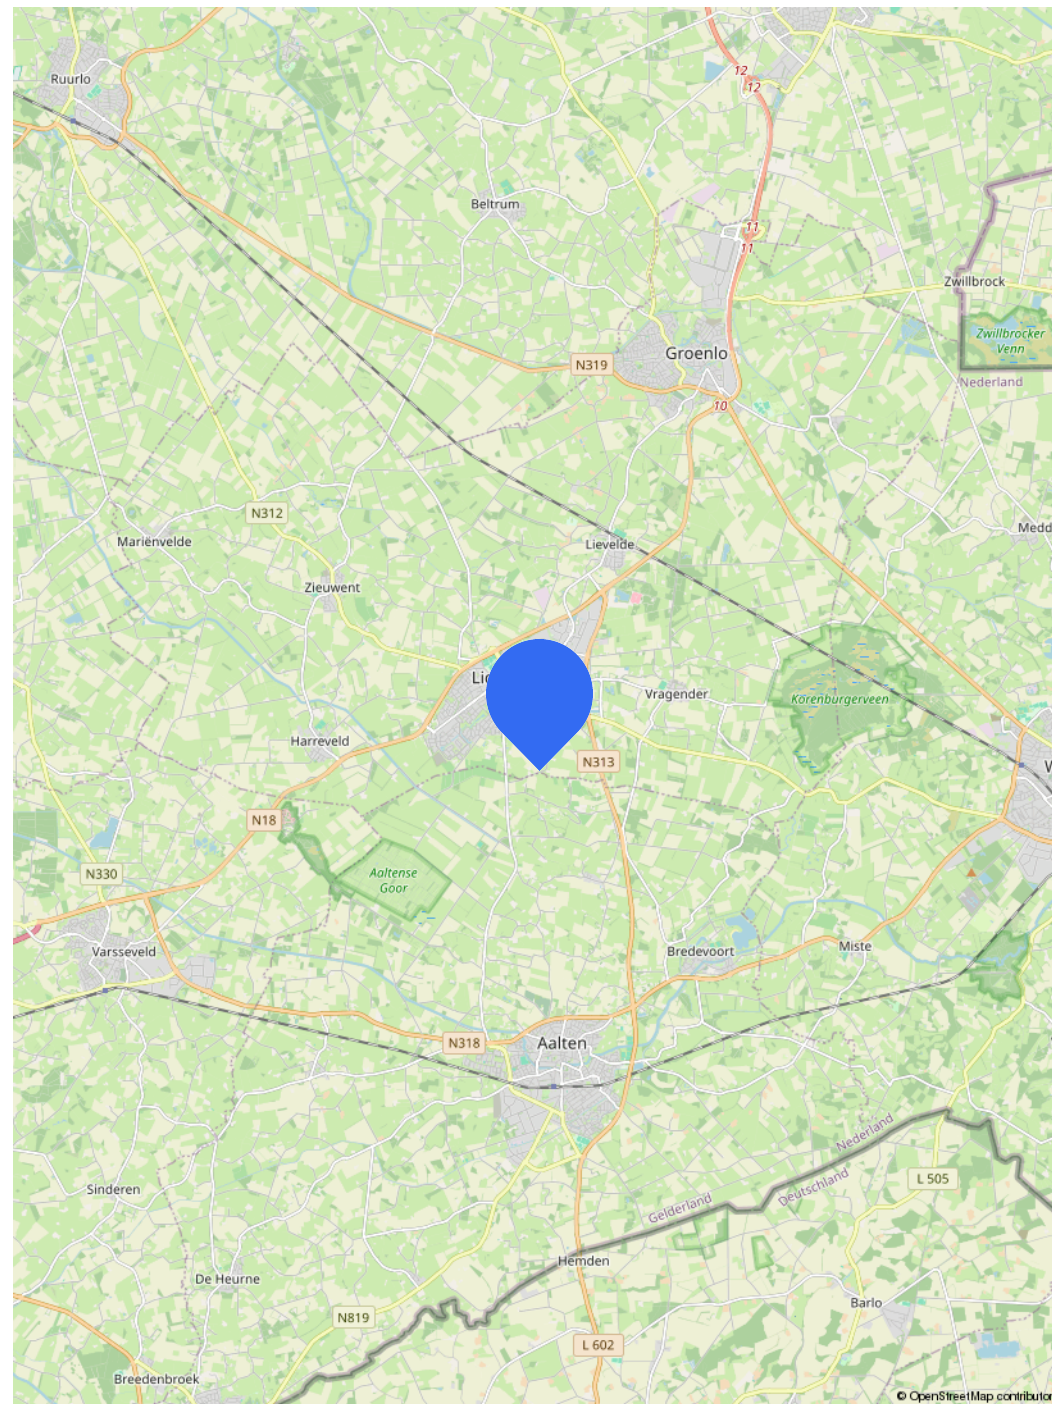 Ruurlo
12
12
Beltrum
11
11
Zwillbrock
Zwillbrocker
Venn
Groenlo
N319
Nederland
10
N312
Mariënvelde
Lievelde
Zieuwent
Vragender
Korenburgerveen
Harreveld
N313
N18
Aaltense
Goor
N330
Varsseveld
Bredevoort
Miste
N318
Aalten
Nederland
Deutschland
Gelderland
L 505
Sinderen
Hemden
De Heurne
Barlo
N819
L 602
Breedenbroek
© OpenStreetMap contributor